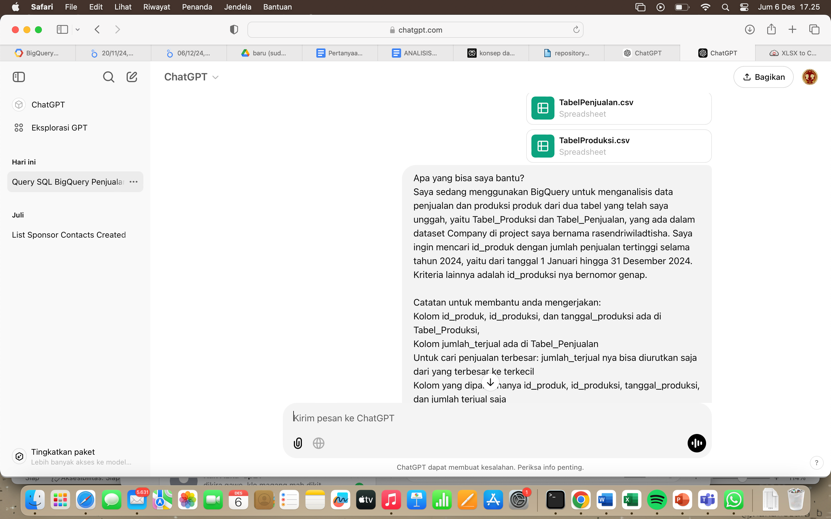 Safari File Edit Lihat Riwayat Penanda Jendela Bantuan Jum 6 Des 17.25
chatgpt.com
BigQuery... 20/11/24,... 06/12/24,... baru (sud... Pertanyaa... ANALISIS... konsep da... repository... ChatGPT ChatGPT XLSX to C...
ChatGPT
Bagikan
ChatGPT
Eksplorasi GPT
Hari ini
Query SQL BigQuery Penjuala
Juli
List Sponsor Contacts Created
TabelPenjualan.csv
Spreadsheet
TabelProduksi.csv
Spreadsheet
Apa yang bisa saya bantu?
Saya sedang menggunakan BigQuery untuk menganalisis data
penjualan dan produksi produk dari dua tabel yang telah saya
unggah, yaitu Tabel_Produksi dan Tabel_Penjualan, yang ada dalam
dataset Company di project saya bernama rasendriwiladtisha. Saya
ingin mencari id_produk dengan jumlah penjualan tertinggi selama
tahun 2024, yaitu dari tanggal 1 Januari hingga 31 Desember 2024.
Kriteria lainnya adalah id_produksi nya bernomor genap.
Catatan untuk membantu anda mengerjakan:
Kolom id_produk, id_produksi, dan tanggal_produksi ada di
Tabel_Produksi,
Kolom jumlah_terjual ada di Tabel_Penjualan
Untuk cari penjualan terbesar: jumlah_terjual nya bisa diurutkan saja
dari yang terbesar ke terkecil
Kolom yang dipa hanya id_produk, id_produksi, tanggal_produksi,
dan jumlah terjual saja
Kirim pesan ke ChatGPT
Tingkatkan paket
Lebih banyak akses ke model...
ChatGPT dapat membuat kesalahan. Periksa info penting.
?